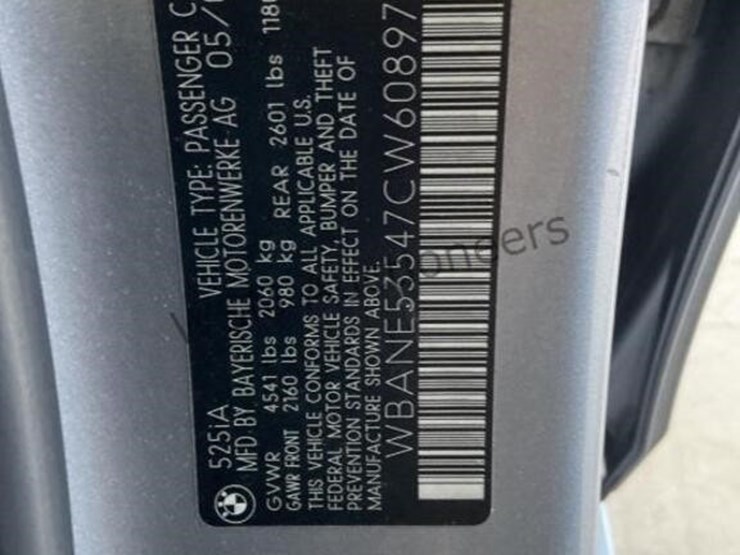 525iA VEHICLE TYPE: PASSENGER C
MFD BY BAYERISCHE MOTORENWERKE AG 05/
GVWR 4541 lbs 2060 kg
GAWR FRONT 2160 lbs 980 kg REAR 2601 lbs 118
THIS VEHICLE CONFORMS TO ALL APPLICABLE U.S.
FEDERAL MOTOR VEHICLE SAFETY, BUMPER AND THEFT
PREVENTION STANDARDS IN EFFECT ON THE DATE OF
MANUFACTURE SHOWN ABOVE.
WBANE53547CW60897